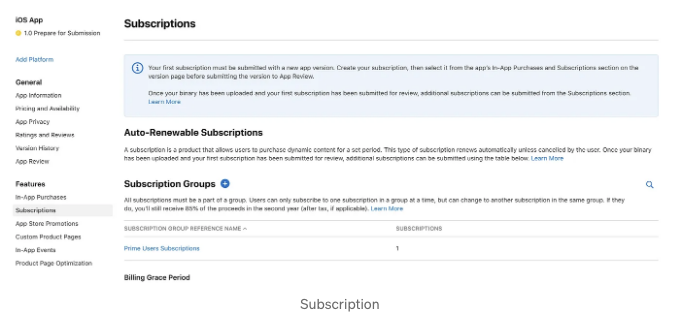 iOS App
1.0 Prepare for Submission
Add Platform
General
App Information
Pricing and Availability
App Privacy
Ratings and Reviews
Version History
App Review
Features
In-App Purchases
Subscriptions
App Store Promotions
Custom Product Pages
In-App Events
Product Page Optimization
Subscriptions
Your first subscription must be submitted with a new app version. Create your subscription, then select it from the app's In-App Purchases and Subscriptions section on the
version page before submitting the version to App Review.
Once your binary has been uploaded and your first subscription has been submitted for review, additional subscriptions can be submitted from the Subscriptions section.
Learn More
Auto-Renewable Subscriptions
A subscription is a product that allows users to purchase dynamic content for a set period. This type of subscription renews automatically unless cancelled by the user. Once your binary
has been uploaded and your first subscription has been submitted for review, additional subscriptions can be submitted using the table below. Learn More
Subscription Groups
All subscriptions must be a part of a group. Users can only subscribe to one subscription in a group at a time, but can change to another subscription in the same group. If they
do, you'll still receive 85% of the proceeds in the second year (after tax, if applicable). Learn More
SUBSCRIPTION GROUP REFERENCE NAME SUBSCRIPTIONS
Prime Users Subscriptions 1
Billing Grace Period
Subscription